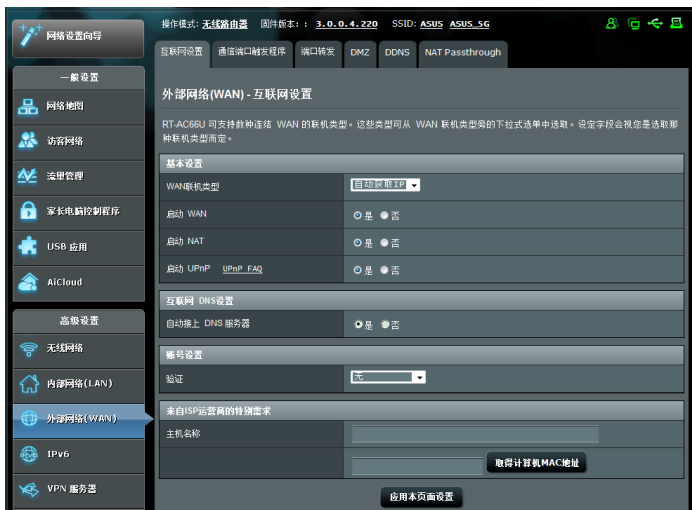 网络设置向导
操作模式: 无线路由器 固件版本: : 3.0.0.4.220 SSID: ASUS ASUS_5G
互联网设置 通信端口触发程序 端口转发 DMZ DDNS NAT Passthrough
一般设置
网络地图
访客网络
流量管理
家长电脑控制程序
USB 应用
AiCloud
高级设置
无线网络
内部网络(LAN)
外部网络(WAN)
IPv6
VPN 服务器
外部网络(WAN) - 互联网设置
RT-AC66U 可支持数种连结 WAN 的联机类型。这些类型可从 WAN 联机类型旁的下拉式选单中选取。设定字段会视您是选取那
种联机类型而定。
基本设置
WAN联机类型 自动获取IP
启动 WAN 是 否
启动 NAT 是 否
启动 UPnP UPnP FAQ 是 否
互联网 DNS设置
自动接上 DNS 服务器 是 否
账号设置
验证 无
来自ISP运营商的特别需求
主机名称
取得计算机MAC地址
应用本页面设置